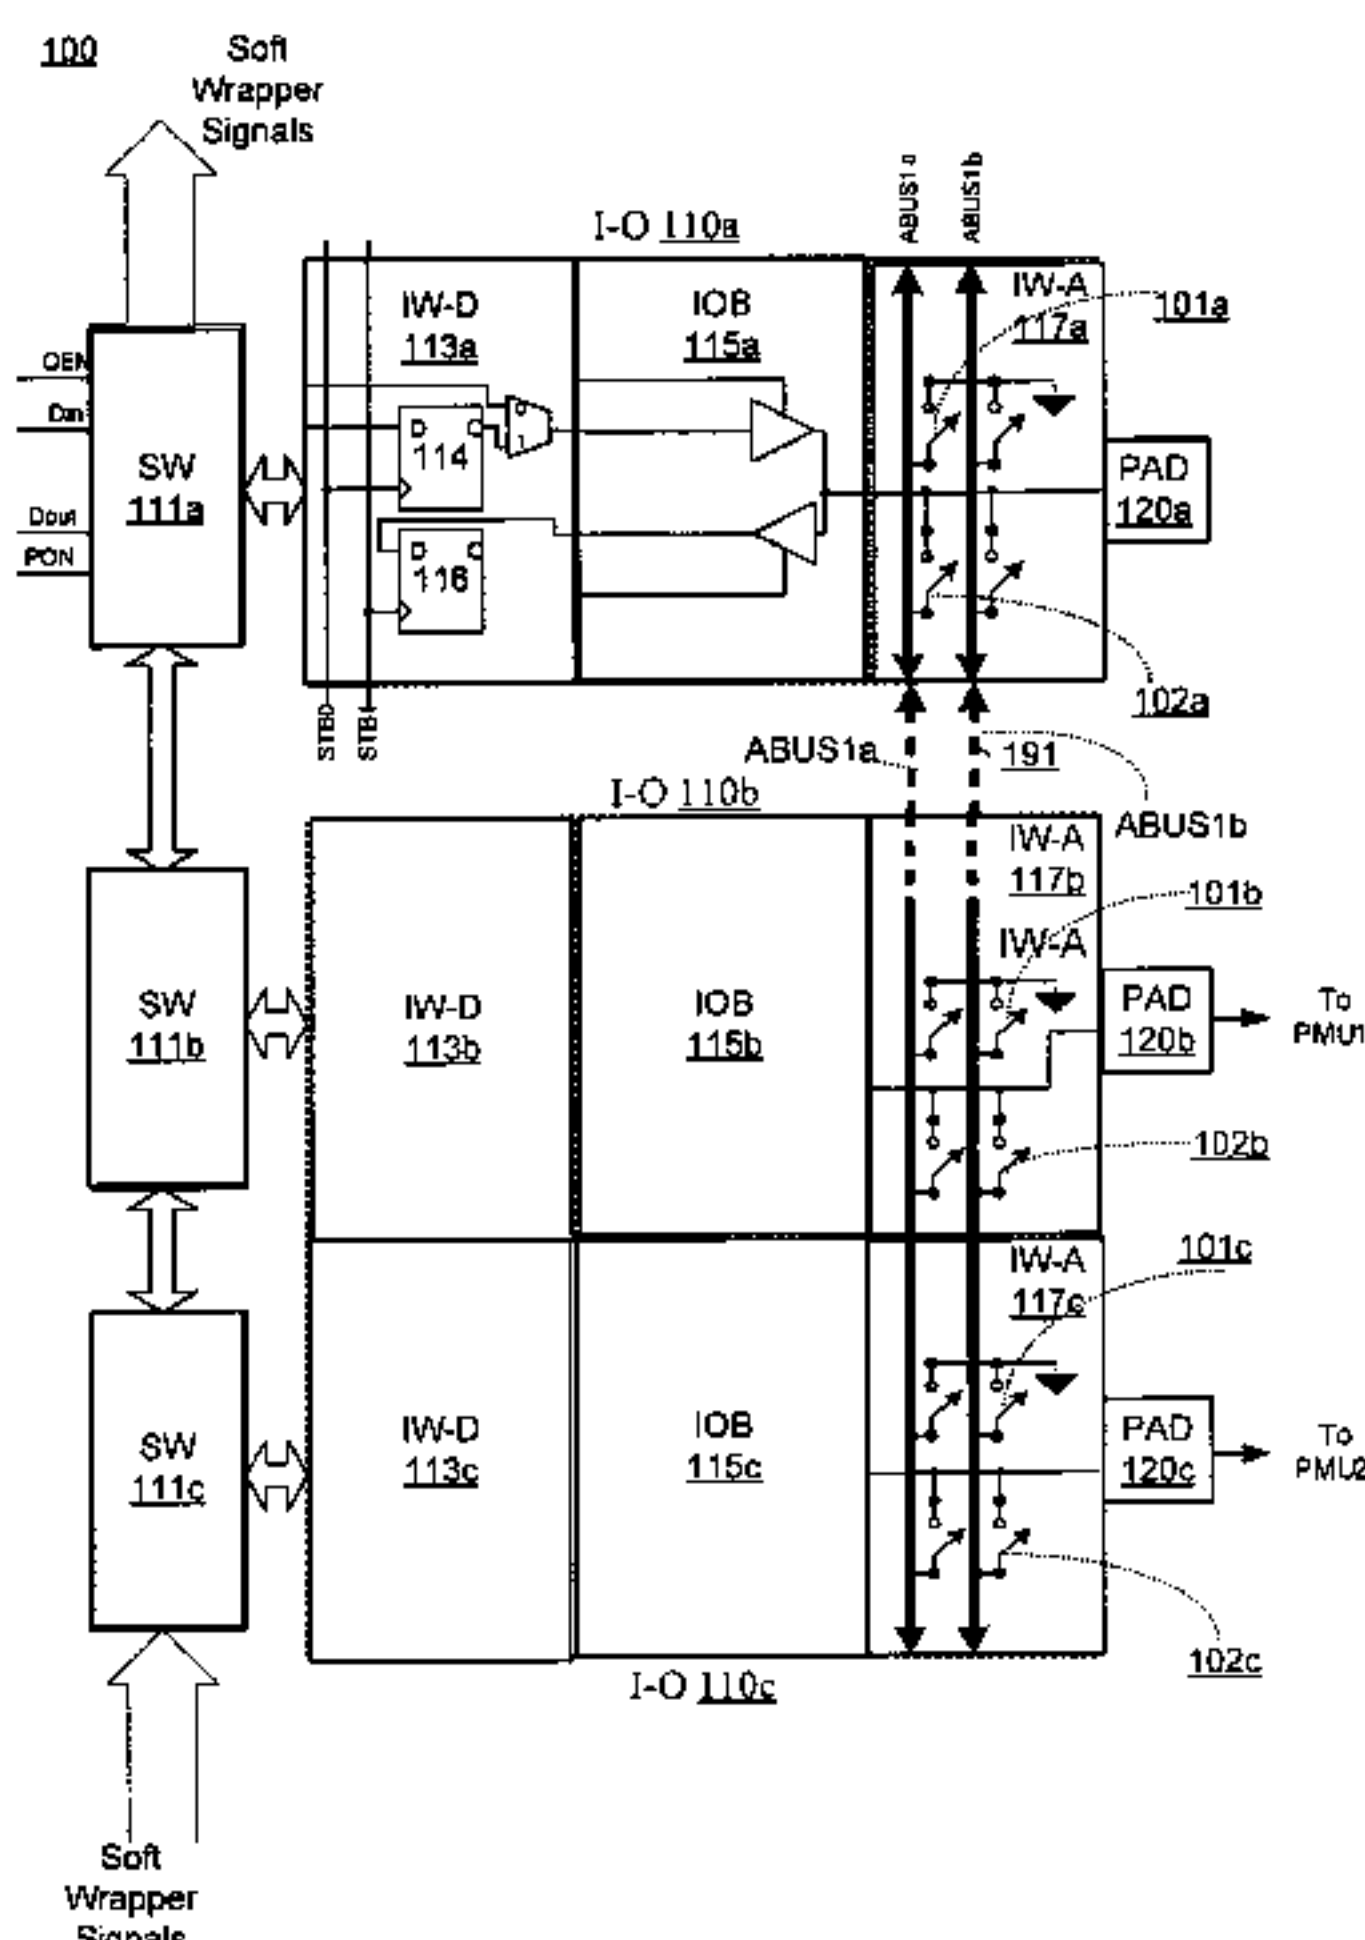 100
Soft
Wrapper
Signals
ABUS1b
I-O 110a
IW-D
113a
IOB
115a
IW-A
117a
101a
OEN
Din
Dout
PON
SW
111a
114
116
D
D
0
1
PAD
120a
102a
STB0
ABUS1a
191
ABUS1b
I-O 110b
IW-A
117b
101b
IW-A
SW
111b
IW-D
113b
IOB
115b
PAD
120b
To
PMU1
102b
101c
IW-A
117c
SW
111c
IW-D
113c
IOB
115c
PAD
120c
To
PMU2
102c
I-O 110c
Soft
Wrapper
Signals